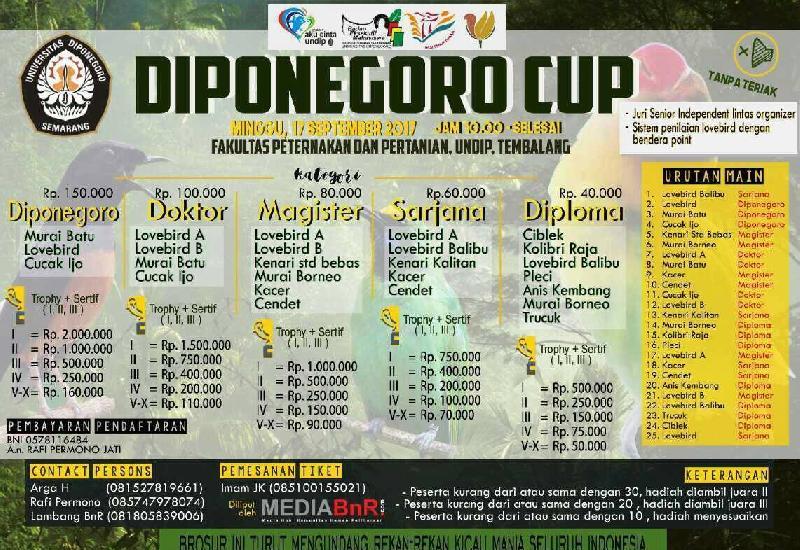 aku cinta
undip
UNIVERSITAS DIPONEGORO
SEMARANG
DIPONEGORO CUP
TANPA TERIAK
MINGGU, 17 SEPTEMBER 2017 JAM 10.00 -SELESAI
FAKULTAS PETERNAKAN DAN PERTANIAN, UNDIP, TEMBALANG
- Juri Senior Independent lintas organizer
- Sistem penilaian lovebird dengan
bendera point
kategori
Rp. 150.000
Diponegoro
Murai Batu
Lovebird
Cucak Ijo
Trophy + Sertif
( I, II, III )
I = Rp. 2.000.000
II = Rp. 1.000.000
III = Rp. 500.000
IV = Rp. 250.000
V-X= Rp. 160.000
Rp. 100.000
Doktor
Lovebird A
Lovebird B
Murai Batu
Cucak Ijo
Trophy + Sertif
( I, II, III )
I = Rp. 1.500.000
II = Rp. 750.000
III = Rp. 400.000
IV = Rp. 200.000
V-X= Rp. 110.000
Rp. 80.000
Magister
Lovebird A
Lovebird B
Kenari std bebas
Murai Borneo
Kacer
Cendet
Trophy + Sertif
( I, II, III )
I = Rp. 1.000.000
II = Rp. 500.000
III = Rp. 250.000
IV = Rp. 150.000
V-X= Rp. 90.000
Rp.60.000
Sarjana
Lovebird A
Lovebird Balibu
Kenari Kalitan
Kacer
Cendet
Trophy + Sertif
( I, II, III )
I = Rp. 750.000
II = Rp. 400.000
III = Rp. 200.000
IV = Rp. 100.000
V-X= Rp. 70.000
Rp. 40.000
Diploma
Ciblek
Kolibri Raja
Lovebird Balibu
Pleci
Anis Kembang
Murai Borneo
Trucuk
Trophy + Sertif
( I, II, III )
I = Rp. 500.000
II = Rp. 250.000
III = Rp. 150.000
IV = Rp. 75.000
V-X= Rp. 50.000
URUTAN MAIN
1. Lovebird Balibu Sarjana
2. Lovebird Diponegoro
3. Murai Batu Diponegoro
4. Cucak Ijo Diponegoro
5. Kenari Std Bebas Magister
6. Murai Borneo Magister
7. Lovebird A Doktor
8. Murai Batu Doktor
9. Kacer Magister
10. Cendet Magister
11. Cucak Ijo Doktor
12. Lovebird B Doktor
13. Kenari Kalitan Sarjana
14. Murai Borneo Diploma
15. Kolibri Raja Diploma
16. Pleci Diploma
17. Lovebird A Magister
18. Kacer Sarjana
19. Cendet Sarjana
20. Anis Kembang Diploma
21. Lovebird B Magister
22. Lovebird Balibu Diploma
23. Trucuk Diploma
24. Ciblek Diploma
25. Lovebird Sarjana
PEMBAYARAN PENDAFTARAN
BNI 0578116484
A.n. RAFI PERMONO JATI
CONTACT PERSONS
Arga H (081527819661)
Rafi Permono (085747978074)
Lambang BnR (081805839006)
PEMESANAN TIKET
Imam JK (085100155021)
Diliput
oleh
MEDIABnR.com
KETERANGAN
- Peserta kurang dari atau sama dengan 30, hadiah diambil juara II
- Peserta kurang dari atau sama dengan 20 , hadiah diambil juara I
- Peserta kurang dari atau sama dengan 10 , hadiah menyesuaikan
BROSUR INI TURUT MENGUNDANG REKAN-REKAN KICAU MANIA SELURUH INDONESIA